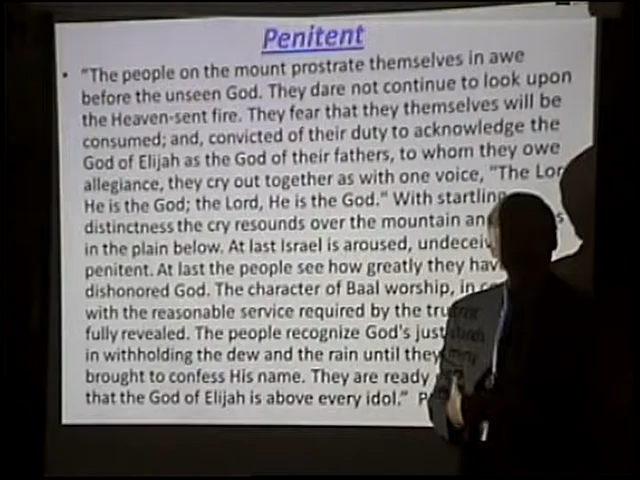 Penitent
• "The people on the mount prostrate themselves in awe
before the unseen God. They dare not continue to look upon
the Heaven-sent fire. They fear that they themselves will be
consumed; and, convicted of their duty to acknowledge the
God of Elijah as the God of their fathers, to whom they owe
allegiance, they cry out together as with one voice, "The Lor
He is the God; the Lord, He is the God." With startlin
distinctness the cry resounds over the mountain an
in the plain below. At last Israel is aroused, undeceiv
penitent. At last the people see how greatly they hav
dishonored God. The character of Baal worship, in
with the reasonable service required by the tru
fully revealed. The people recognize God's just
in withholding the dew and the rain until they
brought to confess His name. They are ready
that the God of Elijah is above every idol." P